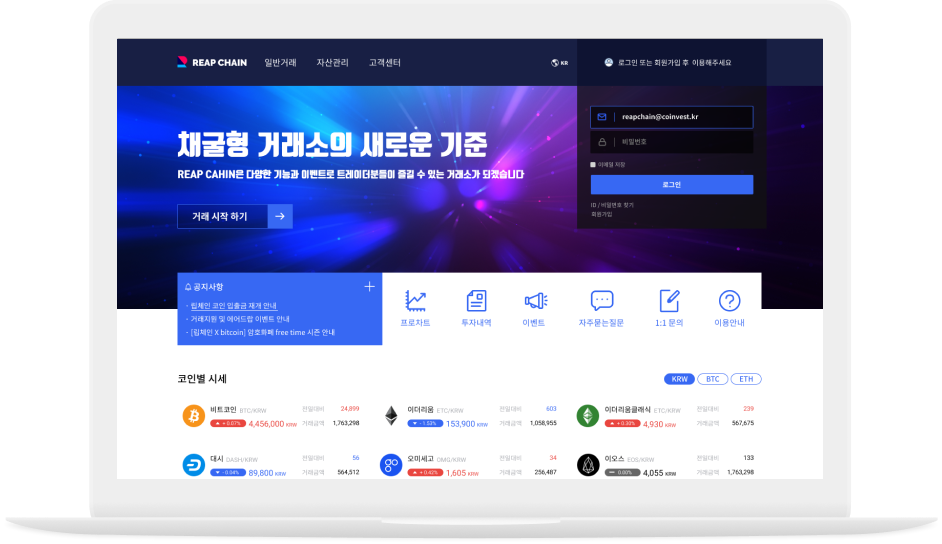 REAP CHAIN 일반거래 자산관리 고객센터 KR 로그인 또는 회원가입 후 이용해주세요
채굴형 거래소의 새로운 기준
REAP CAHIN은 다양한 기능과 이벤트로 트레이더분들이 즐길 수 있는 거래소가 되겠습니다
거래 시작 하기 →
reapchain@coinvest.kr
비밀번호
이메일 저장
로그인
ID / 비밀번호 찾기
회원가입
공지사항 +
· 립체인 코인 입출금 재개 안내
· 거래지원 및 에어드랍 이벤트 안내
· [립체인 X bitcoin] 암호화폐 free time 시즌 안내
프로차트 투자내역 이벤트 자주묻는질문 1:1 문의 이용안내
코인별 시세
KRW BTC ETH
비트코인 BTC/KRW 전일대비 24,899
▲ + 0.07% 4,456,000 KRW 거래금액 1,763,298
이더리움 ETC/KRW 전일대비 603
▼ - 1.53% 153,900 KRW 거래금액 1,058,955
이더리움클래식 ETC/KRW 전일대비 239
▲ + 0.30% 4,930 KRW 거래금액 567,675
대시 DASH/KRW 전일대비 56
▼ - 0.04% 89,800 KRW 거래금액 564,512
오미세고 OMG/KRW 전일대비 34
▲ + 0.42% 1,605 KRW 거래금액 256,487
이오스 EOS/KRW 전일대비 133
0.00% 4,055 KRW 거래금액 1,763,298